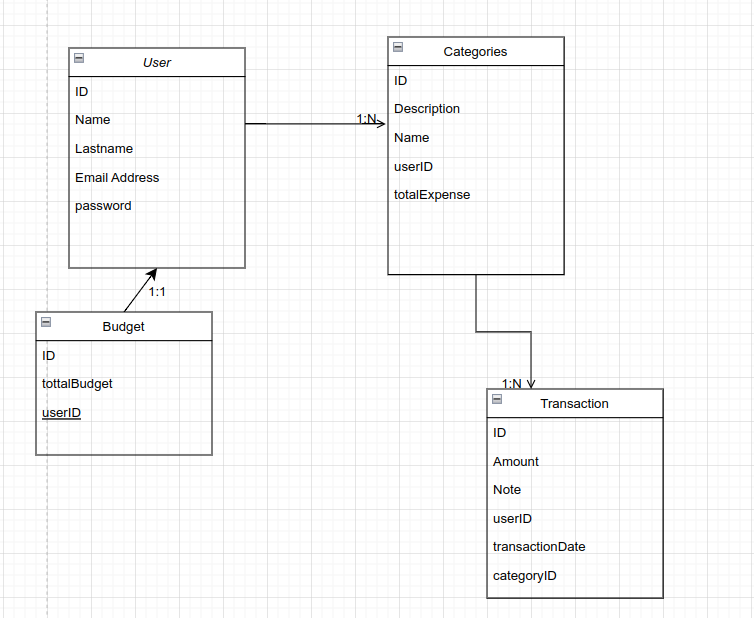 User
ID
Name
Lastname
Email Address
password
1:N
Categories
ID
Description
Name
userID
totalExpense
1:1
Budget
ID
tottalBudget
userID
1:N
Transaction
ID
Amount
Note
userID
transactionDate
categoryID